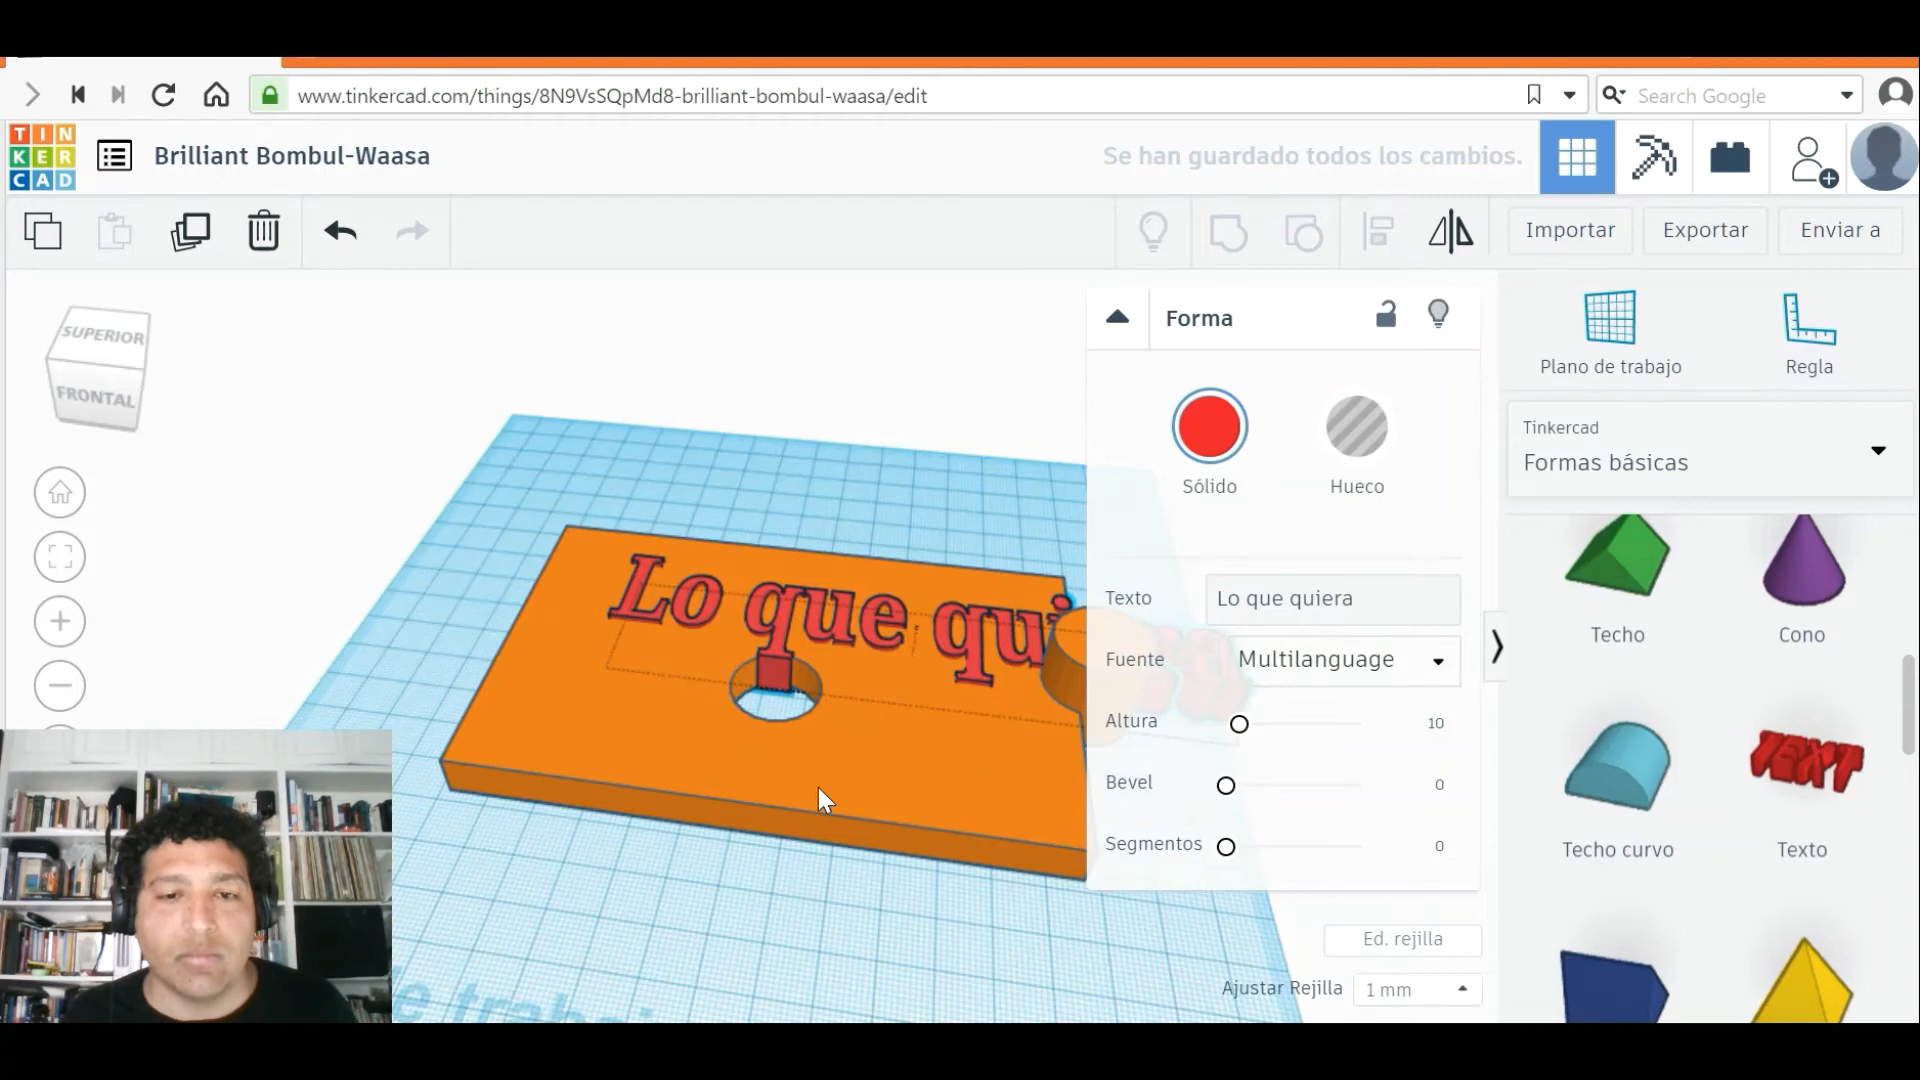 www.tinkercad.com/things/8N9VsSQpMd8-brilliant-bombul-waasa/edit
Search Google
TIN
KER
CAD
Brilliant Bombul-Waasa
Se han guardado todos los cambios.
Importar
Exportar
Enviar a
SUPERIOR
FRONTAL
Forma
Sólido
Hueco
Texto
Lo que quiera
Fuente
Multilanguage
Altura
10
Bevel
0
Segmentos
0
Ed. rejilla
Ajustar Rejilla
1 mm
Plano de trabajo
Regla
Tinkercad
Formas básicas
Techo
Cono
Techo curvo
TEXT
Texto
Lo que qui